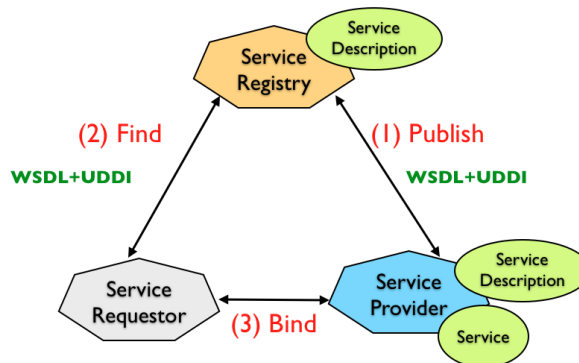 Service
Description
Service
Registry
(2) Find
(1) Publish
WSDL+UDDI
WSDL+UDDI
Service
Requestor
(3) Bind
Service
Provider
Service
Description
Service